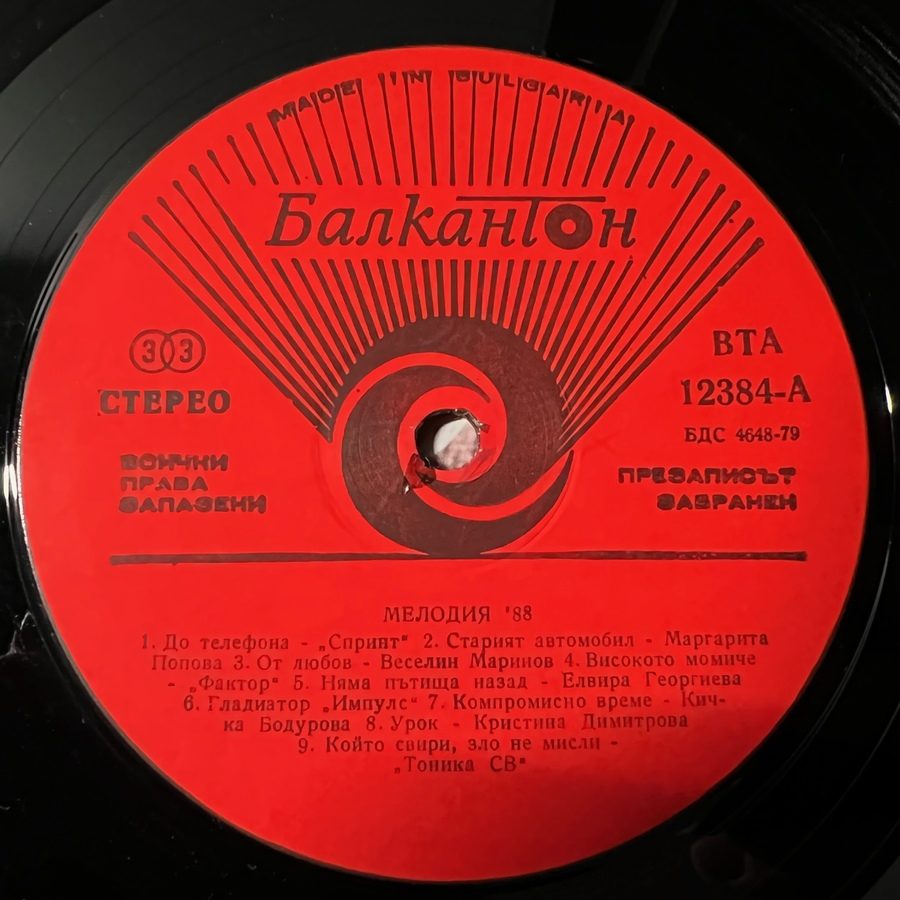 MADE IN BULGARIA
Балкантон
33
СТЕРЕО
ВСИЧКИ
ПРАВА
ЗАПАЗЕНИ
ВТА
12384-А
БДС 4648-79
ПРЕЗАПИСЪТ
ЗАБРАНЕН
МЕЛОДИЯ '88
1. До телефона - „Спринт“ 2. Старият автомобил - Маргарита
Попова 3. От любов - Веселин Маринов 4. Високото момиче
- „Фактор“ 5. Няма пътища назад - Елвира Георгиева
6. Гладиатор „Импулс“ 7. Компромисно време - Кич-
ка Бодурова 8. Урок - Кристина Димитрова
9. Който свири, зло не мисли -
„Тоника СВ“